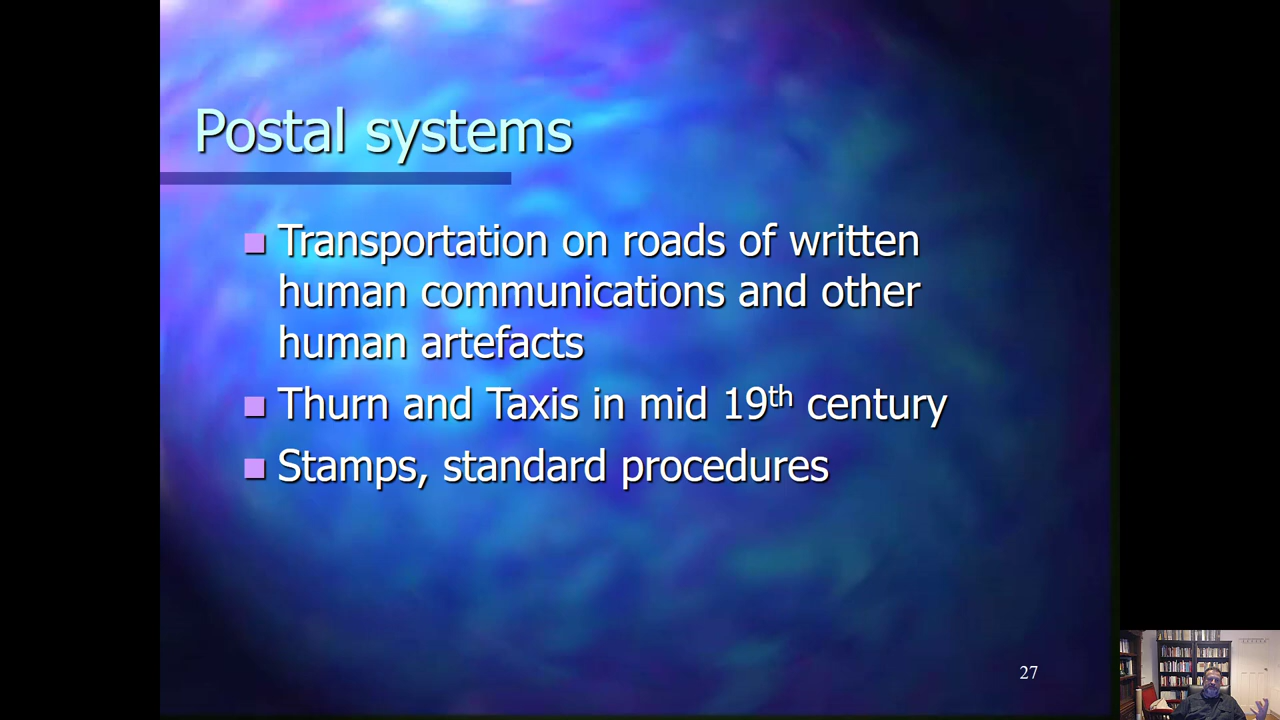 Postal systems
Transportation on roads of written
human communications and other
human artefacts
Thurn and Taxis in mid 19th century
Stamps, standard procedures
27